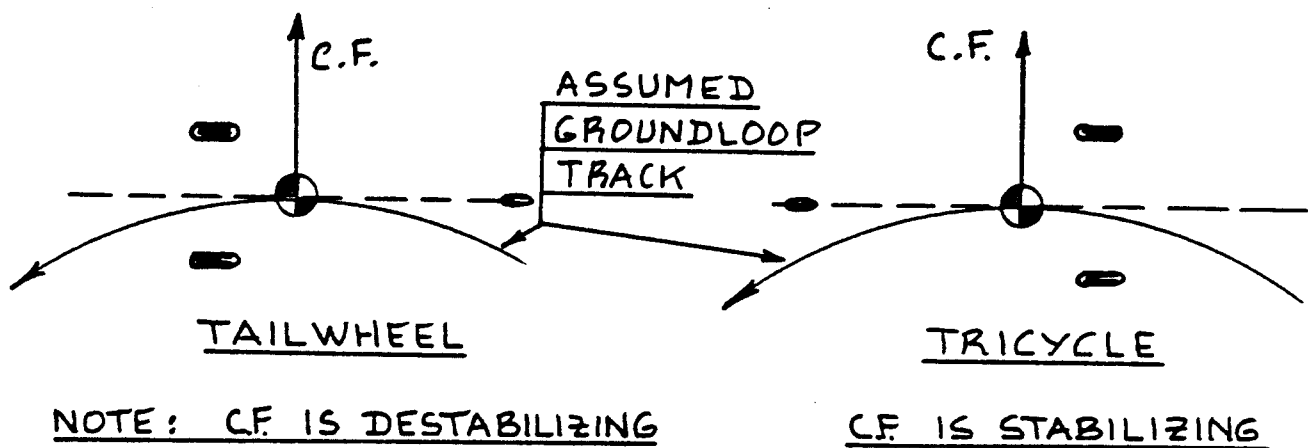 C.F.
C.F.
ASSUMED
GROUNDLOOP
TRACK
TAILWHEEL
TRICYCLE
NOTE: C.F. IS DESTABILIZING
C.F. IS STABILIZING